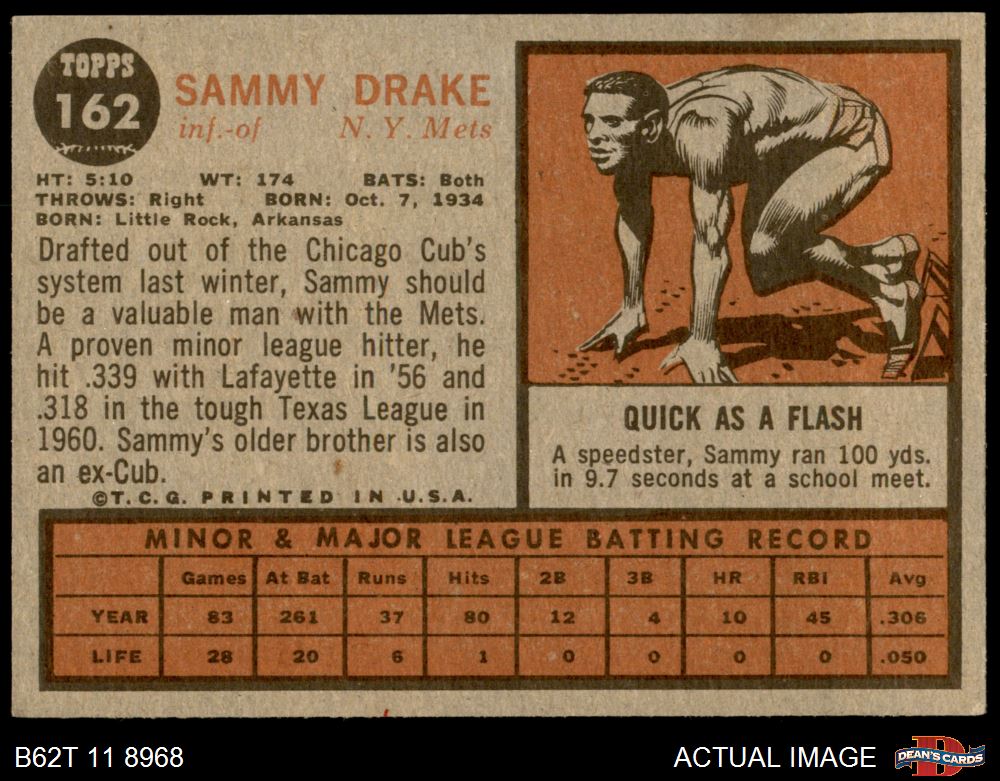 TOPPS
162
SAMMY DRAKE
inf.-of N. Y. Mets
HT: 5:10 WT: 174 BATS: Both
THROWS: Right BORN: Oct. 7, 1934
BORN: Little Rock, Arkansas
Drafted out of the Chicago Cub's
system last winter, Sammy should
be a valuable man with the Mets.
A proven minor league hitter, he
hit .339 with Lafayette in '56 and
.318 in the tough Texas League in
1960. Sammy's older brother is also
an ex-Cub.
©T.C.G. PRINTED IN U.S.A.
QUICK AS A FLASH
A speedster, Sammy ran 100 yds.
in 9.7 seconds at a school meet.
MINOR & MAJOR LEAGUE BATTING RECORD
Games At Bat Runs Hits 2B 3B HR RBI Avg
YEAR 83 261 37 80 12 4 10 45 .306
LIFE 28 20 6 1 0 0 0 0 .050
B62T 11 8968 ACTUAL IMAGE
DEAN'S CARDS